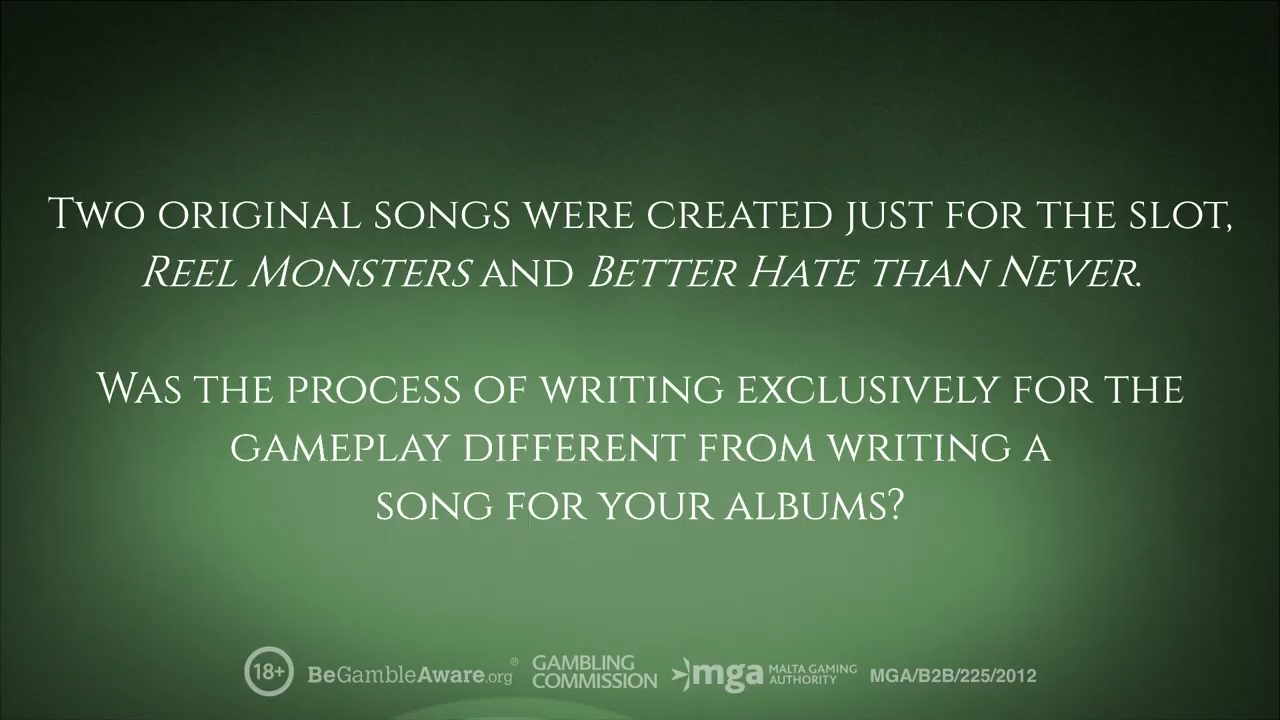 Two original songs were created just for the slot,
Reel Monsters and Better Hate than Never.
Was the process of writing exclusively for the
gameplay different from writing a
song for your albums?
18+ BeGambleAware.org® GAMBLING COMMISSION mga MALTA GAMING AUTHORITY MGA/B2B/225/2012